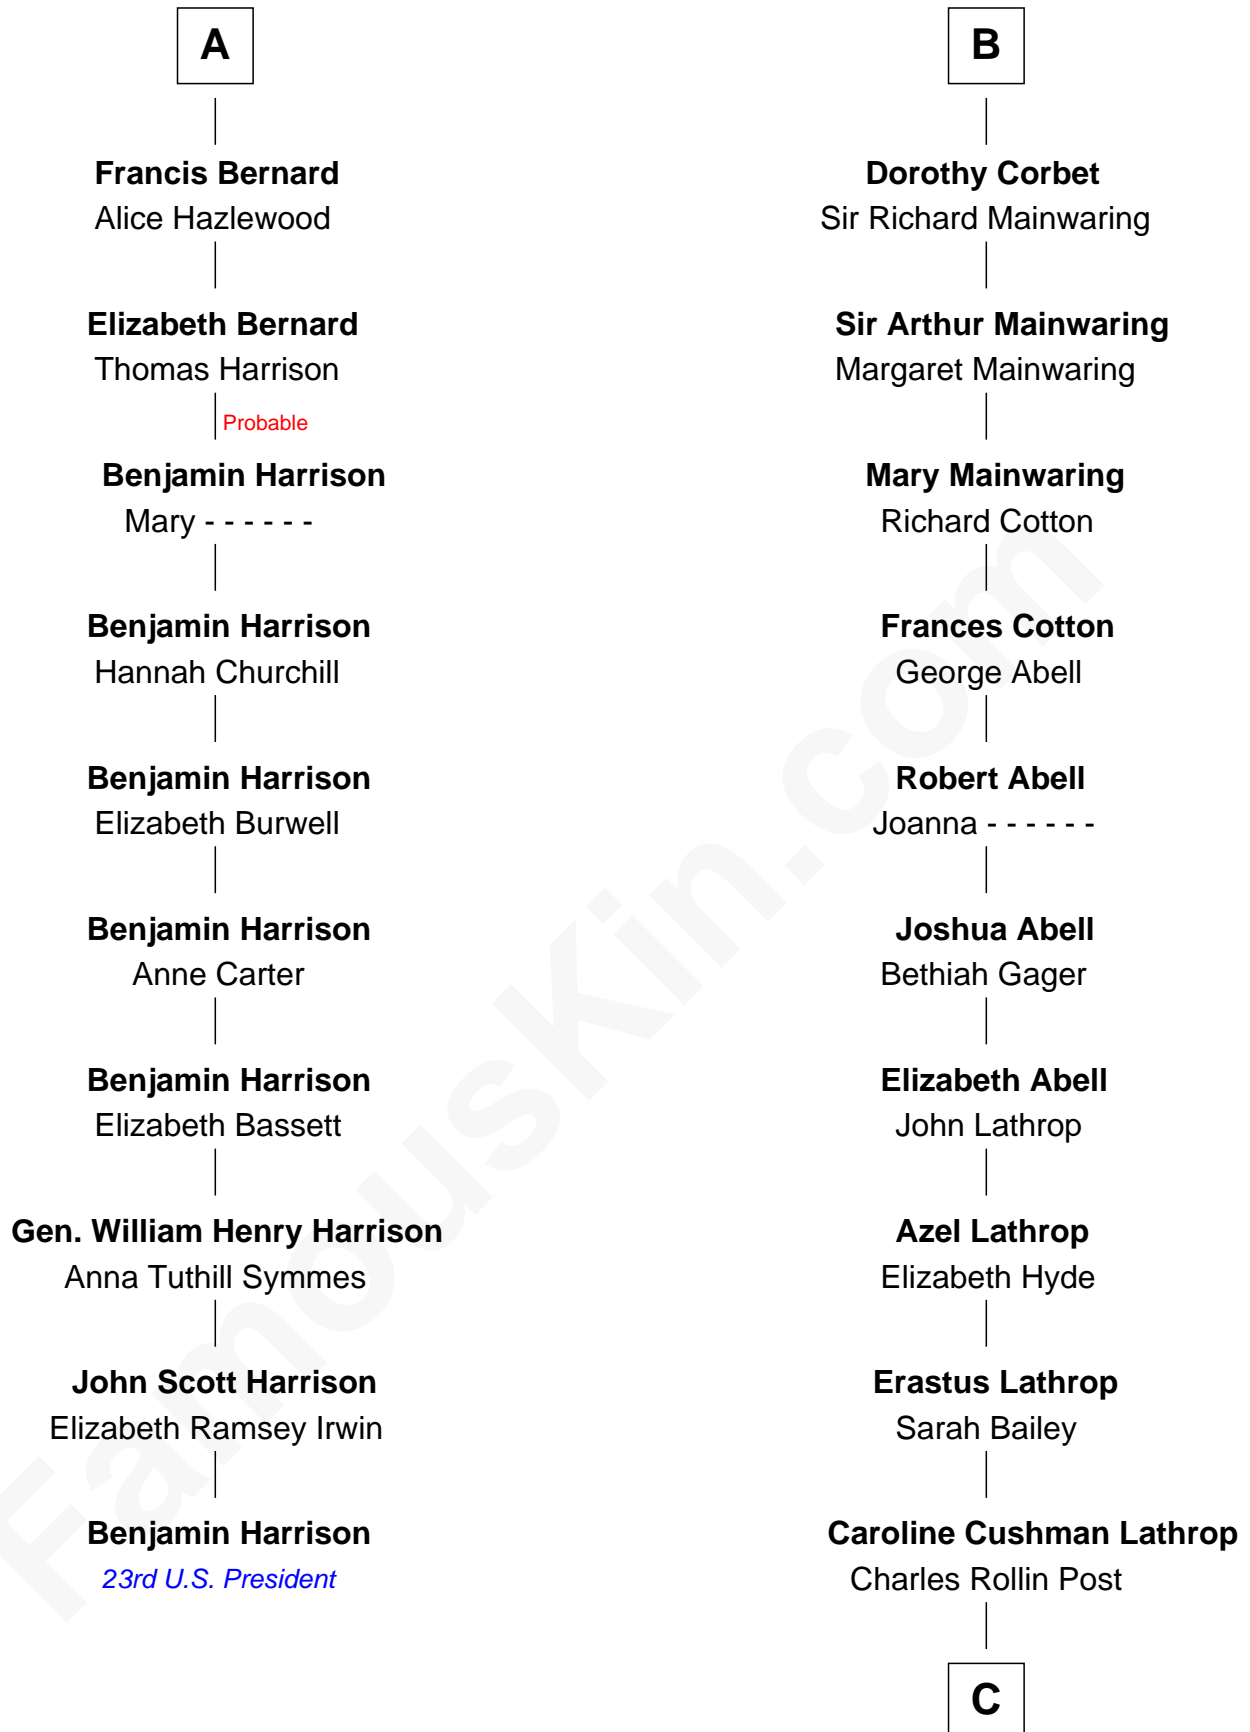 A
Francis Bernard
Alice Hazlewood
Elizabeth Bernard
Thomas Harrison
Probable
Benjamin Harrison
Mary - - - - - -
Benjamin Harrison
Hannah Churchill
Benjamin Harrison
Elizabeth Burwell
Benjamin Harrison
Anne Carter
Benjamin Harrison
Elizabeth Bassett
Gen. William Henry Harrison
Anna Tuthill Symmes
John Scott Harrison
Elizabeth Ramsey Irwin
Benjamin Harrison
23rd U.S. President
B
Dorothy Corbet
Sir Richard Mainwaring
Sir Arthur Mainwaring
Margaret Mainwaring
Mary Mainwaring
Richard Cotton
Frances Cotton
George Abell
Robert Abell
Joanna - - - - - -
Joshua Abell
Bethiah Gager
Elizabeth Abell
John Lathrop
Azel Lathrop
Elizabeth Hyde
Erastus Lathrop
Sarah Bailey
Caroline Cushman Lathrop
Charles Rollin Post
C
FamousKin.com